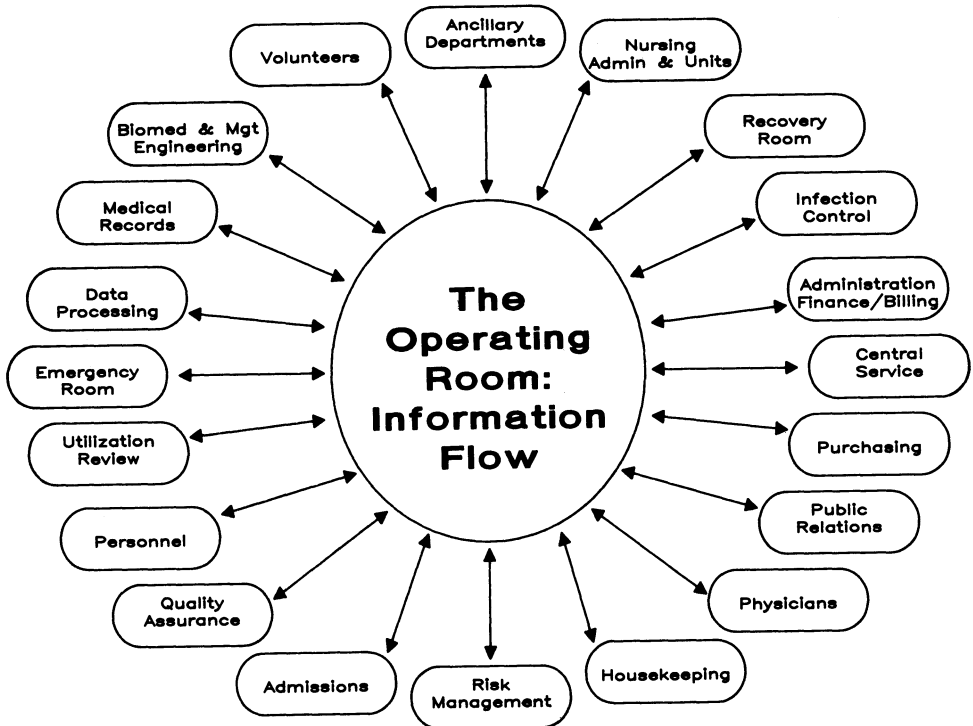 Ancillary
Departments
Nursing
Admin & Units
Recovery
Room
Infection
Control
Administration
Finance/Billing
Central
Service
Purchasing
Public
Relations
Physicians
Housekeeping
Risk
Management
Admissions
Quality
Assurance
Personnel
Utilization
Review
Emergency
Room
Data
Processing
Medical
Records
Biomed & Mgt
Engineering
Volunteers
The
Operating
Room:
Information
Flow